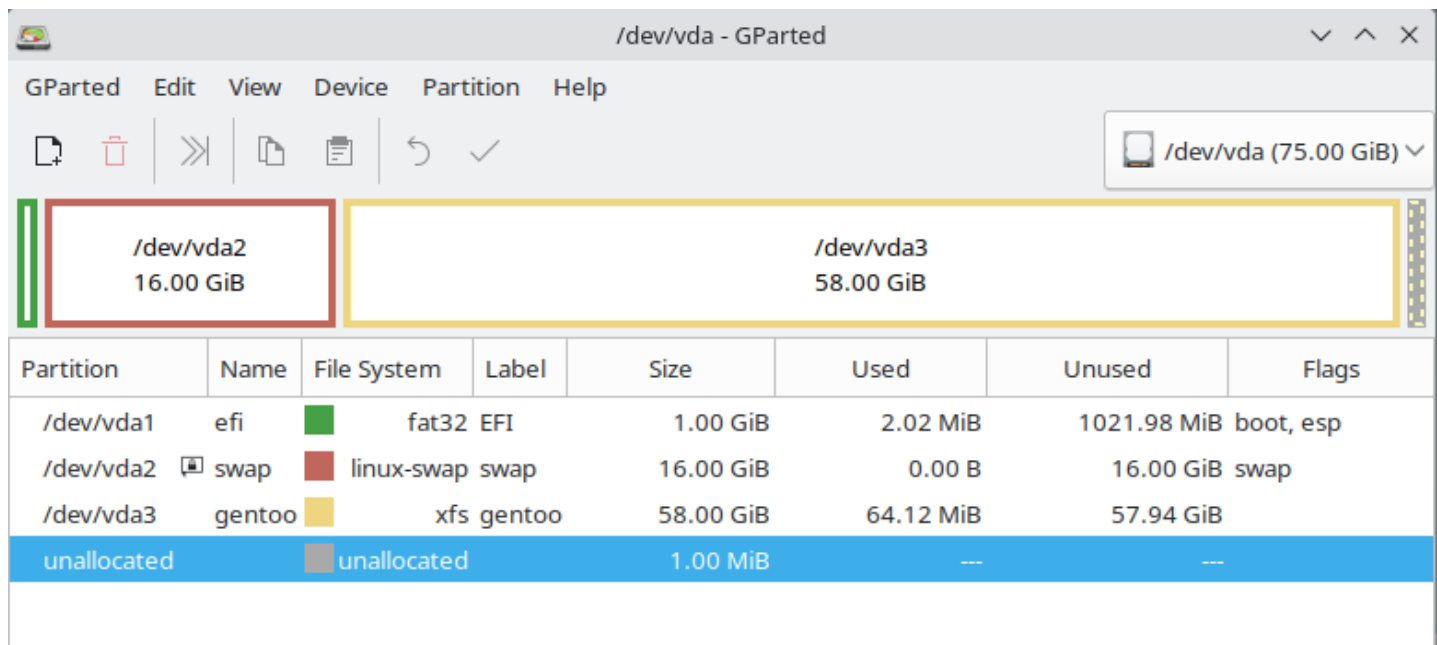 /dev/vda - GParted
GParted Edit View Device Partition Help
/dev/vda (75.00 GiB)
/dev/vda2 /dev/vda3
16.00 GiB 58.00 GiB
Partition Name File System Label Size Used Unused Flags
/dev/vda1 efi fat32 EFI 1.00 GiB 2.02 MiB 1021.98 MiB boot, esp
/dev/vda2 swap linux-swap swap 16.00 GiB 0.00 B 16.00 GiB swap
/dev/vda3 gentoo xfs gentoo 58.00 GiB 64.12 MiB 57.94 GiB
unallocated unallocated 1.00 MiB --- ---